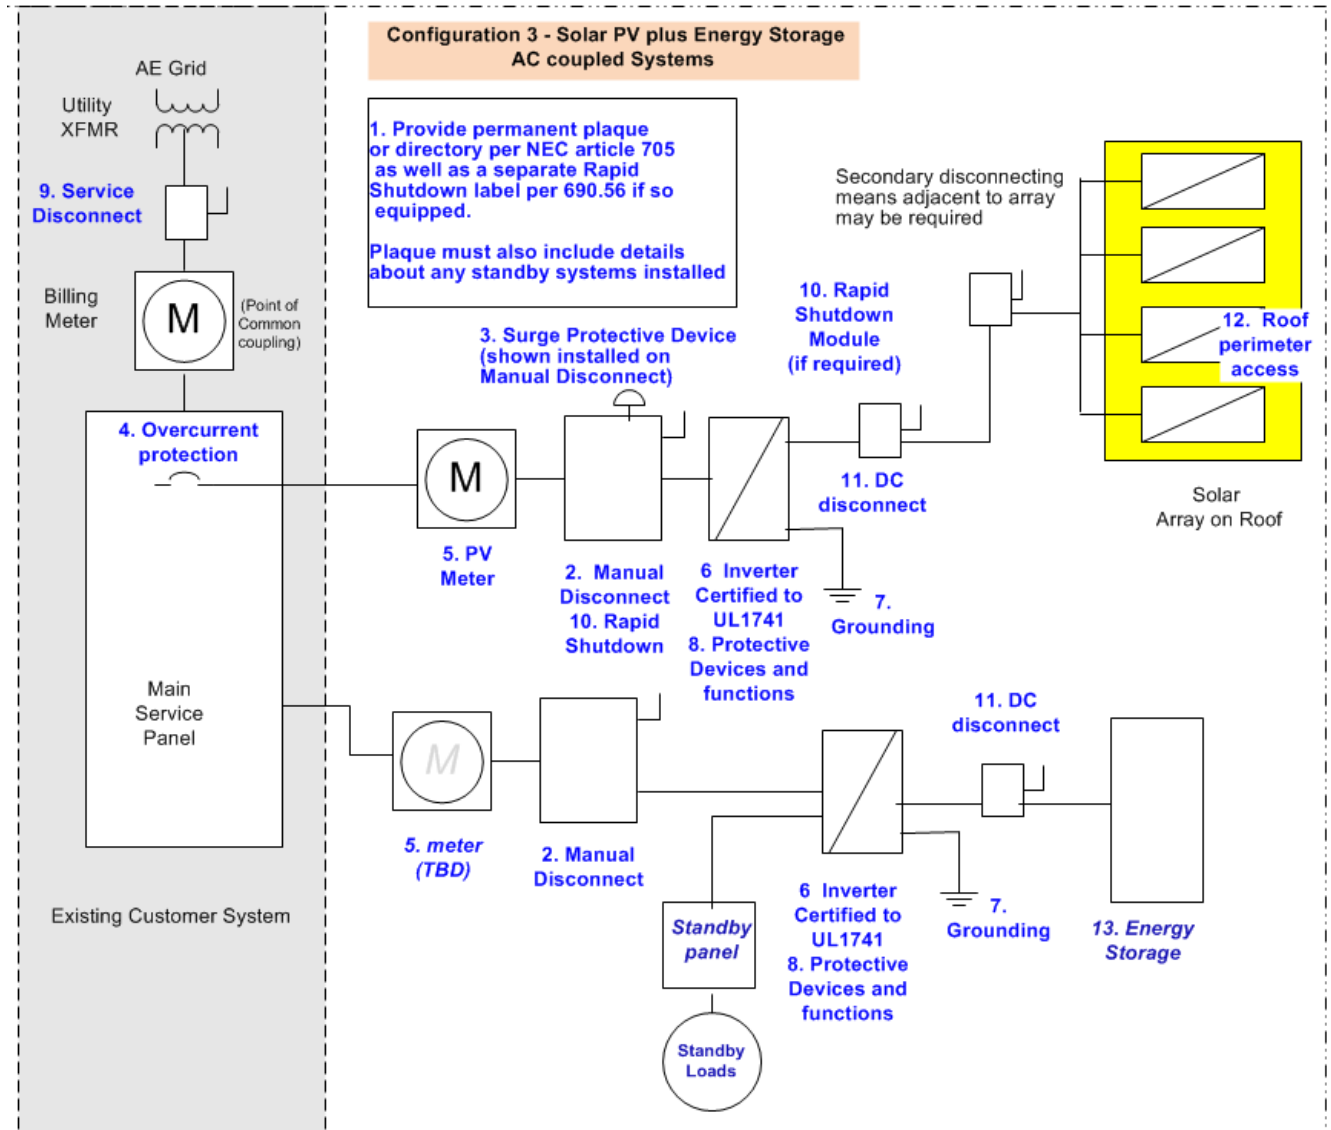 Configuration 3 - Solar PV plus Energy Storage
AC coupled Systems
AE Grid
Utility
XFMR
9. Service
Disconnect
Billing
Meter
M
(Point of
Common
coupling)
1. Provide permanent plaque
or directory per NEC article 705
as well as a separate Rapid
Shutdown label per 690.56 if so
equipped.
Plaque must also include details
about any standby systems installed
Secondary disconnecting
means adjacent to array
may be required
10. Rapid
Shutdown
Module
(if required)
12. Roof
perimeter
access
3. Surge Protective Device
(shown installed on
Manual Disconnect)
4. Overcurrent
protection
M
11. DC
disconnect
Solar
Array on Roof
5. PV
Meter
2. Manual
Disconnect
10. Rapid
Shutdown
6 Inverter
Certified to
UL1741
8. Protective
Devices and
functions
7.
Grounding
Main
Service
Panel
M
11. DC
disconnect
5. meter
(TBD)
2. Manual
Disconnect
6 Inverter
Certified to
UL1741
8. Protective
Devices and
functions
7.
Grounding
13. Energy
Storage
Existing Customer System
Standby
panel
Standby
Loads